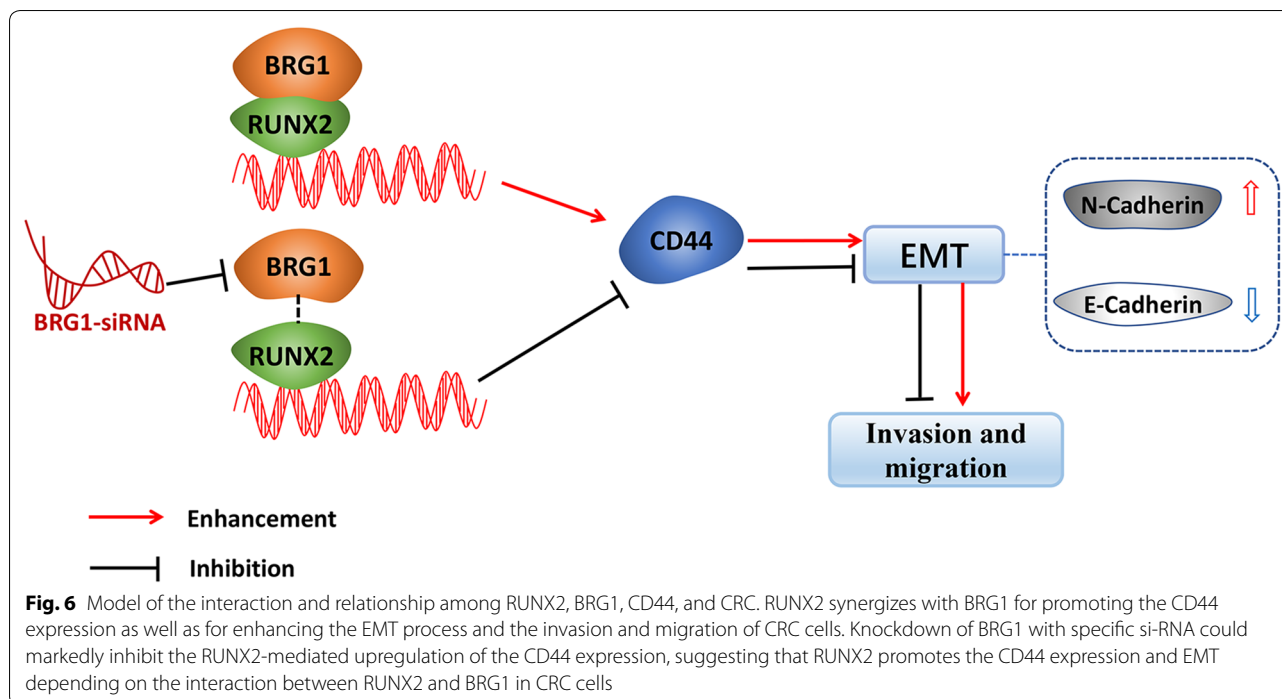 BRG1
RUNX2
BRG1-siRNA
BRG1
RUNX2
CD44
EMT
N-Cadherin
E-Cadherin
Invasion and
migration
Enhancement
Inhibition
Fig. 6 Model of the interaction and relationship among RUNX2, BRG1, CD44, and CRC. RUNX2 synergizes with BRG1 for promoting the CD44
expression as well as for enhancing the EMT process and the invasion and migration of CRC cells. Knockdown of BRG1 with specific si-RNA could
markedly inhibit the RUNX2-mediated upregulation of the CD44 expression, suggesting that RUNX2 promotes the CD44 expression and EMT
depending on the interaction between RUNX2 and BRG1 in CRC cells